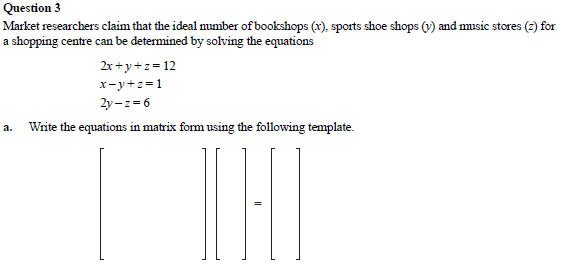 Question 3
Market researchers claim that the ideal number of bookshops (x), sports shoe shops (y) and music stores (z) for
a shopping centre can be determined by solving the equations
2x + y + z = 12
x – y + z = 1
2y – z = 6
a. Write the equations in matrix form using the following template.
=